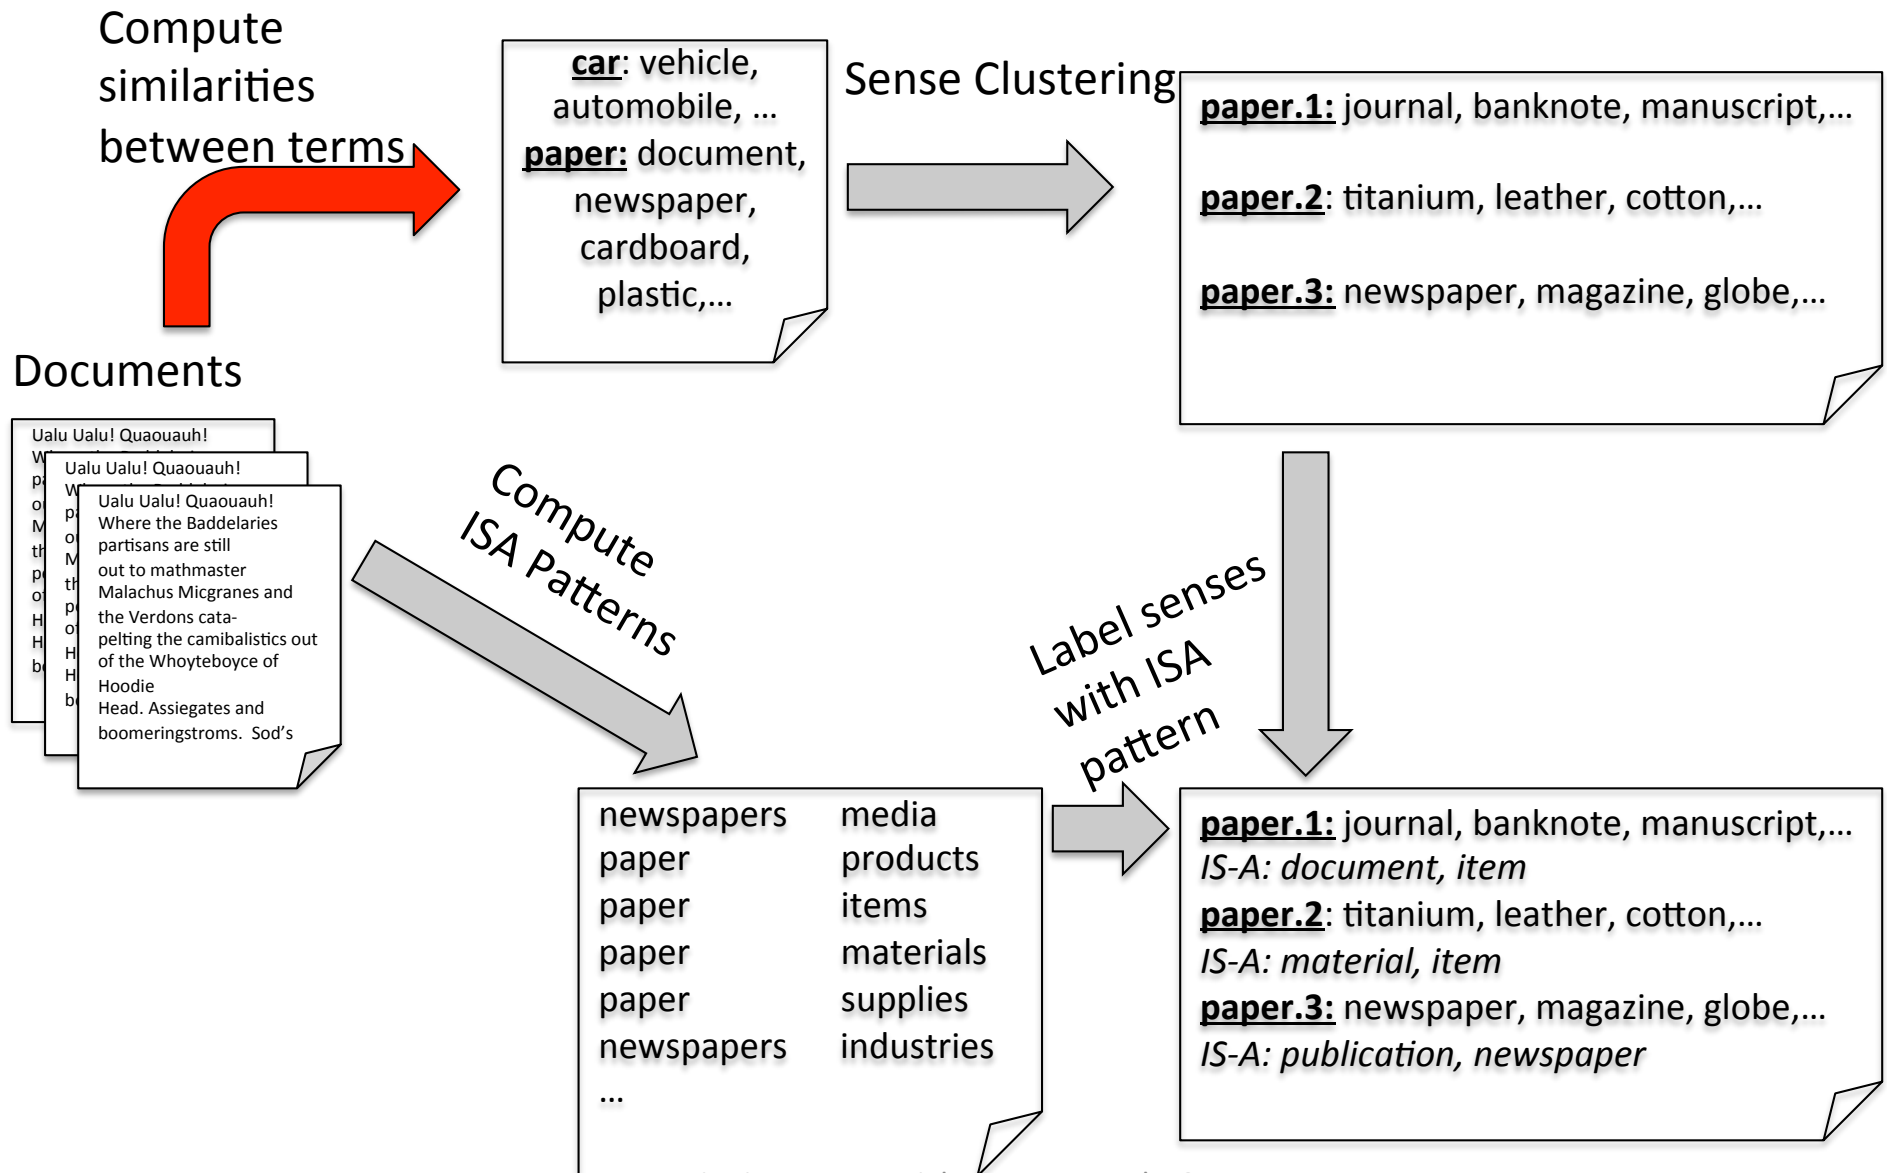 Compute
similarities
between terms
car: vehicle,
automobile, ...
paper: document,
newspaper,
cardboard,
plastic,...
Sense Clustering
paper.1: journal, banknote, manuscript,...
paper.2: titanium, leather, cotton,...
paper.3: newspaper, magazine, globe,...
Documents
Ualu Ualu! Quaouauh!
Ualu Ualu! Quaouauh!
Ualu Ualu! Quaouauh!
Where the Baddelaries
partisans are still
out to mathmaster
Malachus Micgranes and
the Verdons cata-
pelting the camibalistics out
of the Whoyteboyce of
Hoodie
Head. Assiegates and
boomeringstroms. Sod's
Compute
ISA Patterns
Label senses
with ISA
pattern
newspapers media
paper products
paper items
paper materials
paper supplies
newspapers industries
...
paper.1: journal, banknote, manuscript,...
IS-A: document, item
paper.2: titanium, leather, cotton,...
IS-A: material, item
paper.3: newspaper, magazine, globe,...
IS-A: publication, newspaper